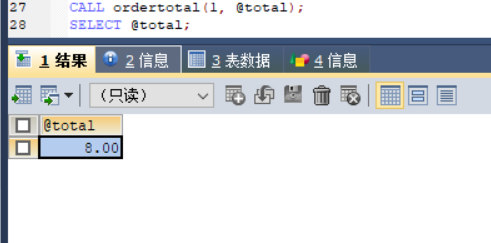 27 CALL ordertotal(1, @total);
28 SELECT @total;
1 结果 2 信息 3 表数据 4 信息
(只读)
@total
8.00